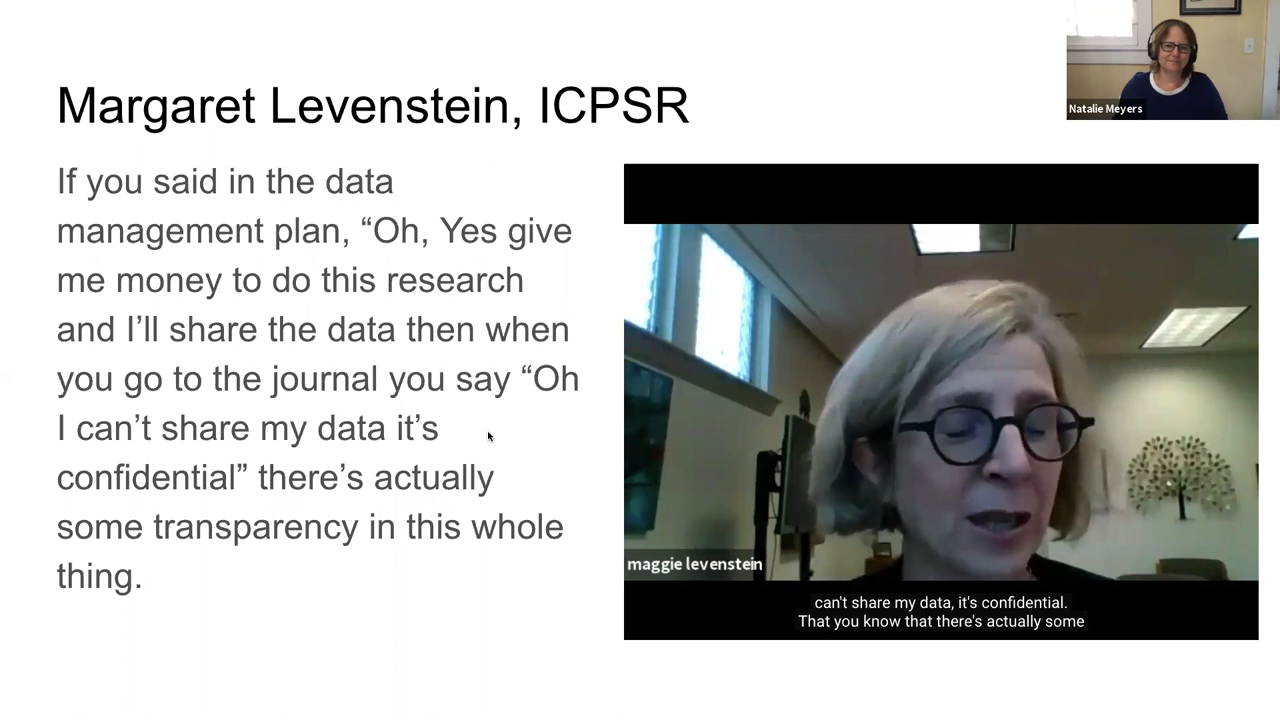 Margaret Levenstein, ICPSR
If you said in the data
management plan, “Oh, Yes give
me money to do this research
and I’ll share the data then when
you go to the journal you say “Oh
I can’t share my data it’s
confidential” there’s actually
some transparency in this whole
thing.
Natalie Meyers
maggie levenstein
can't share my data, it's confidential.
That you know that there's actually some